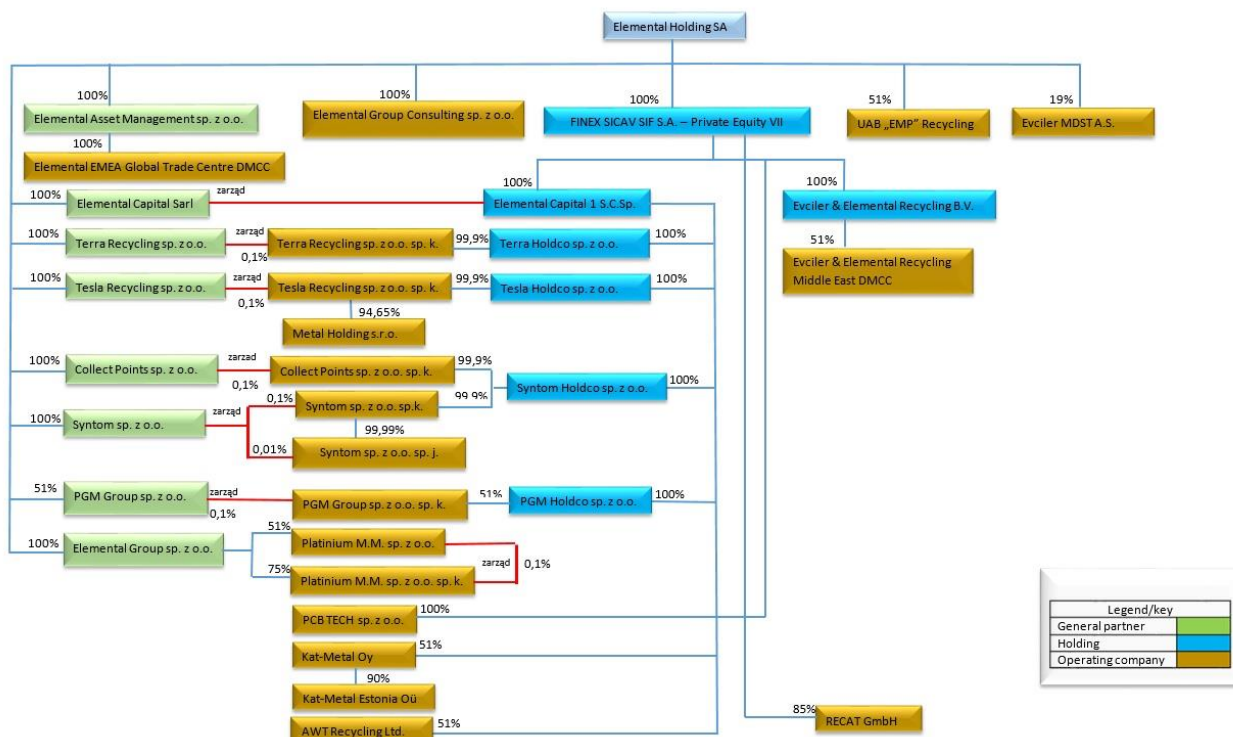 Elemental Holding SA
100%
100%
100%
51%
19%
Elemental Asset Management sp. z o.o.
Elemental Group Consulting sp. z o.o.
FINEX SICAV SIF S.A. – Private Equity VII
UAB „EMP” Recycling
Evciler MDST A.S.
100%
Elemental EMEA Global Trade Centre DMCC
100%
Elemental Capital Sarl
zarząd
100%
Elemental Capital 1 S.C.Sp.
100%
Evciler & Elemental Recycling B.V.
100%
Terra Recycling sp. z o.o.
zarząd
0,1%
Terra Recycling sp. z o.o. sp. k.
99,9%
Terra Holdco sp. z o.o.
100%
51%
Evciler & Elemental Recycling
Middle East DMCC
100%
Tesla Recycling sp. z o.o.
zarząd
0,1%
Tesla Recycling sp. z o.o. sp. k.
99,9%
Tesla Holdco sp. z o.o.
100%
94,65%
Metal Holding s.r.o.
100%
Collect Points sp. z o.o.
zarzad
0,1%
Collect Points sp. z o.o. sp. k.
99,9%
Syntom Holdco sp. z o.o.
100%
100%
Syntom sp. z o.o.
zarząd
0,1%
Syntom sp. z o.o. sp.k.
99.9%
99,99%
0,01%
Syntom sp. z o.o. sp. j.
51%
PGM Group sp. z o.o.
zarząd
0,1%
PGM Group sp. z o.o. sp. k.
51%
PGM Holdco sp. z o.o.
100%
100%
Elemental Group sp. z o.o.
51%
Platinium M.M. sp. z o.o.
zarząd
0,1%
75%
Platinium M.M. sp. z o.o. sp. k.
PCB TECH sp. z o.o.
100%
Kat-Metal Oy
51%
90%
Kat-Metal Estonia Oü
AWT Recycling Ltd.
51%
85%
RECAT GmbH
Legend/key
General partner
Holding
Operating company